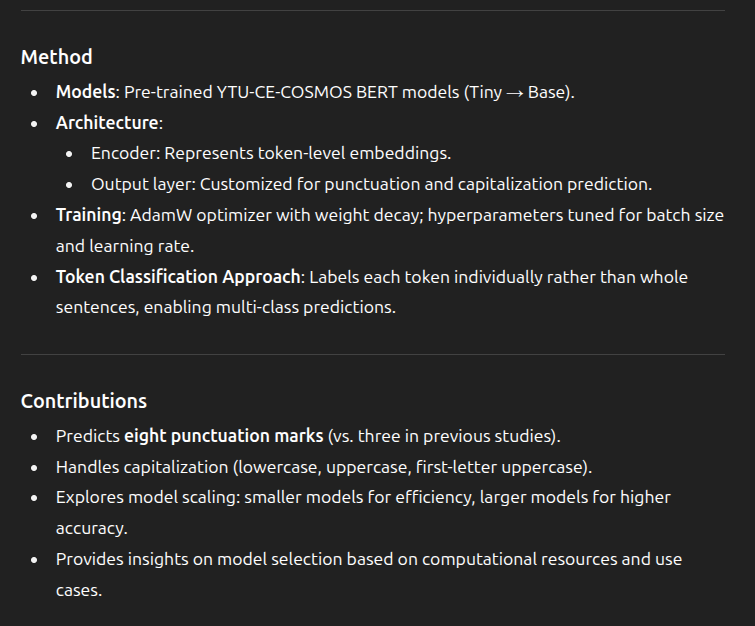 Method
• Models: Pre-trained YTU-CE-COSMOS BERT models (Tiny → Base).
• Architecture:
• Encoder: Represents token-level embeddings.
• Output layer: Customized for punctuation and capitalization prediction.
• Training: AdamW optimizer with weight decay; hyperparameters tuned for batch size
and learning rate.
• Token Classification Approach: Labels each token individually rather than whole
sentences, enabling multi-class predictions.
Contributions
• Predicts eight punctuation marks (vs. three in previous studies).
• Handles capitalization (lowercase, uppercase, first-letter uppercase).
• Explores model scaling: smaller models for efficiency, larger models for higher
accuracy.
• Provides insights on model selection based on computational resources and use
cases.